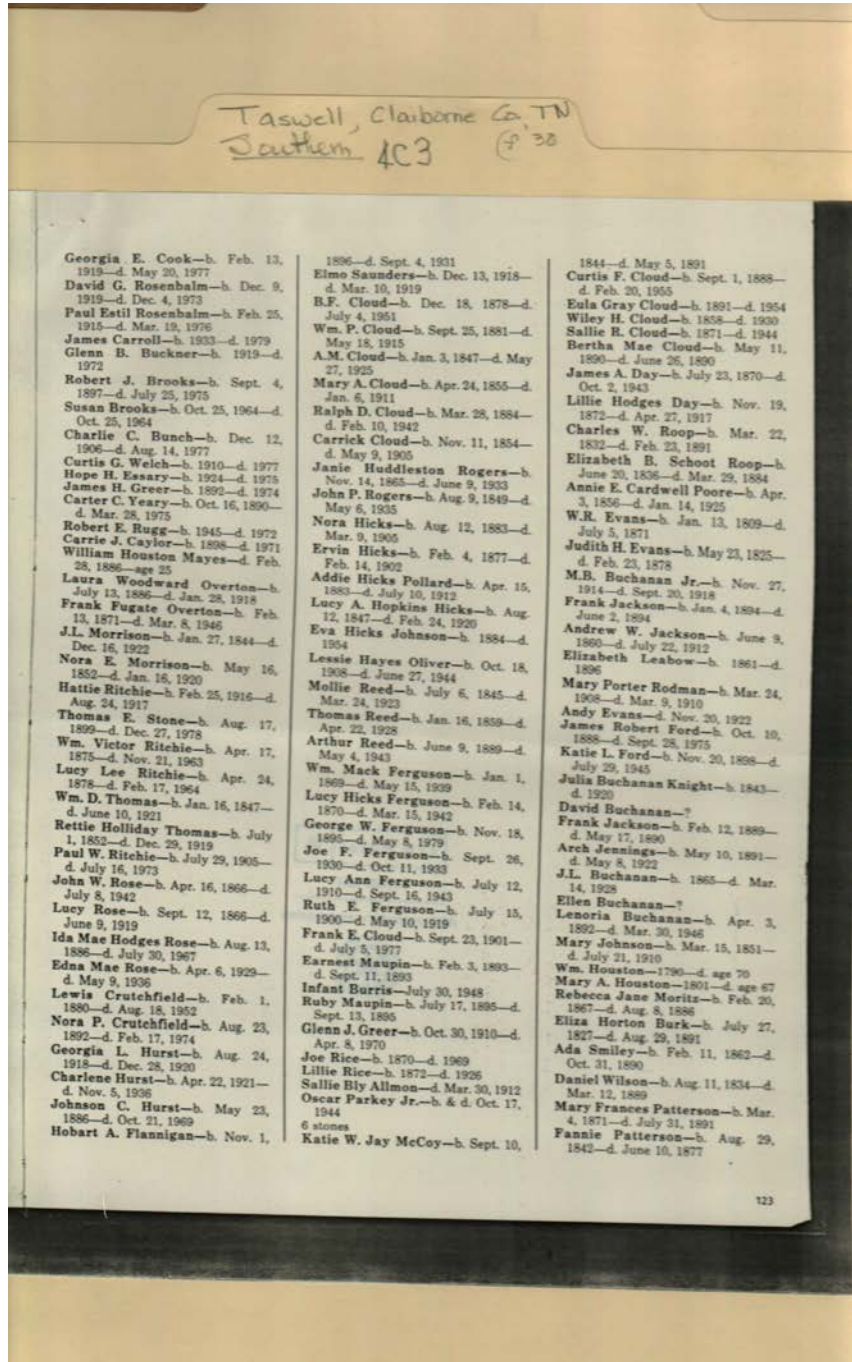 Taswell, Claiborne Co, TN
Southern 4C3 '38
Georgia E. Cook—b. Feb. 13,
1919—d. May 20, 1977
David G. Rosenbalm—b. Dec. 9,
1919—d. Dec. 4, 1973
Paul Estil Rosenbalm—b. Feb. 25,
1915—d. Mar. 19, 1976
James Carroll—b. 1933—d. 1979
Glenn B. Buckner—b. 1919—d.
1972
Robert J. Brooks—b. Sept. 4,
1897—d. July 25, 1975
Susan Brooks—b. Oct. 25, 1964—d.
Oct. 25, 1964
Charlie C. Bunch—b. Dec. 12,
1906—d. Aug. 14, 1977
Curtis G. Welch—b. 1910—d. 1977
Hope H. Essary—b. 1924—d. 1975
James H. Greer—b. 1892—d. 1974
Carter C. Yeary—b. Oct. 16, 1890—
d. Mar. 28, 1975
Robert E. Rugg—b. 1945—d. 1972
Carrie J. Caylor—b. 1898—d. 1971
William Houston Mayes—d. Feb.
28, 1886—age 25
Laura Woodward Overton—b.
July 13, 1886—d. Jan. 28, 1918
Frank Fugate Overton—b. Feb.
13, 1871—d. Mar. 8, 1946
J.L. Morrison—b. Jan. 27, 1844—d.
Dec. 16, 1922
Nora E. Morrison—b. May 16,
1852—d. Jan. 16, 1920
Hattie Ritchie—b. Feb. 25, 1916—d.
Aug. 24, 1917
Thomas E. Stone—b. Aug. 17,
1899—d. Dec. 27, 1978
Wm. Victor Ritchie—b. Apr. 17,
1875—d. Nov. 21, 1963
Lucy Lee Ritchie—b. Apr. 24,
1878—d. Feb. 17, 1964
Wm. D. Thomas—b. Jan. 16, 1847—
d. June 10, 1921
Rettie Holliday Thomas—b. July
1, 1852—d. Dec. 29, 1919
Paul W. Ritchie—b. July 29, 1905—
d. July 16, 1973
John W. Rose—b. Apr. 16, 1866—d.
July 8, 1942
Lucy Rose—b. Sept. 12, 1866—d.
June 9, 1919
Ida Mae Hodges Rose—b. Aug. 13,
1886—d. July 30, 1967
Edna Mae Rose—b. Apr. 6, 1929—
d. May 9, 1936
Lewis Crutchfield—b. Feb. 1,
1880—d. Aug. 18, 1952
Nora P. Crutchfield—b. Aug. 23,
1892—d. Feb. 17, 1974
Georgia L. Hurst—b. Aug. 24,
1918—d. Dec. 28, 1920
Charlene Hurst—b. Apr. 22, 1921—
d. Nov. 5, 1936
Johnson C. Hurst—b. May 23,
1886—d. Oct. 21, 1969
Hobart A. Flannigan—b. Nov. 1,
1896—d. Sept. 4, 1931
Elmo Saunders—b. Dec. 13, 1918—
d. Mar. 10, 1919
B.F. Cloud—b. Dec. 18, 1878—d.
July 4, 1951
Wm. P. Cloud—b. Sept. 25, 1881—d.
May 18, 1915
A.M. Cloud—b. Jan. 3, 1847—d. May
27, 1925
Mary A. Cloud—b. Apr. 24, 1855—d.
Jan. 6, 1911
Ralph D. Cloud—b. Mar. 28, 1884—
d. Feb. 10, 1942
Carrick Cloud—b. Nov. 11, 1854—
d. May 9, 1905
Janie Huddleston Rogers—b.
Nov. 14, 1865—d. June 9, 1933
John P. Rogers—b. Aug. 9, 1849—d.
May 6, 1935
Nora Hicks—b. Aug. 12, 1883—d.
Mar. 9, 1905
Ervin Hicks—b. Feb. 4, 1877—d.
Feb. 14, 1902
Addie Hicks Pollard—b. Apr. 15,
1883—d. July 10, 1912
Lucy A. Hopkins Hicks—b. Aug.
12, 1847—d. Feb. 24, 1920
Eva Hicks Johnson—b. 1884—d.
1954
Lessie Hayes Oliver—b. Oct. 18,
1908—d. June 27, 1944
Mollie Reed—b. July 6, 1845—d.
Mar. 24, 1923
Thomas Reed—b. Jan. 16, 1859—d.
Apr. 22, 1928
Arthur Reed—b. June 9, 1889—d.
May 4, 1943
Wm. Mack Ferguson—b. Jan. 1,
1869—d. May 15, 1939
Lucy Hicks Ferguson—b. Feb. 14,
1870—d. Mar. 15, 1942
George W. Ferguson—b. Nov. 18,
1895—d. May 8, 1979
Joe F. Ferguson—b. Sept. 26,
1930—d. Oct. 11, 1933
Lucy Ann Ferguson—b. July 12,
1910—d. Sept. 16, 1943
Ruth E. Ferguson—b. July 15,
1900—d. May 10, 1919
Frank E. Cloud—b. Sept. 23, 1901—
d. July 5, 1977
Earnest Maupin—b. Feb. 3, 1893—
d. Sept. 11, 1893
Infant Burris—July 30, 1948
Ruby Maupin—b. July 17, 1895—d.
Sept. 13, 1895
Glenn J. Greer—b. Oct. 30, 1910—d.
Apr. 8, 1970
Joe Rice—b. 1870—d. 1969
Lillie Rice—b. 1872—d. 1926
Sallie Bly Allmon—d. Mar. 30, 1912
Oscar Parkey Jr.—b. & d. Oct. 17,
1944
6 stones
Katie W. Jay McCoy—b. Sept. 10,
1844—d. May 5, 1891
Curtis F. Cloud—b. Sept. 1, 1888—
d. Feb. 20, 1955
Eula Gray Cloud—b. 1891—d. 1954
Wiley H. Cloud—b. 1858—d. 1930
Sallie R. Cloud—b. 1871—d. 1944
Bertha Mae Cloud—b. May 11,
1890—d. June 26, 1890
James A. Day—b. July 23, 1870—d.
Oct. 2, 1943
Lillie Hodges Day—b. Nov. 19,
1872—d. Apr. 27, 1917
Charles W. Roop—b. Mar. 22,
1832—d. Feb. 23, 1891
Elizabeth B. Schoot Roop—b.
June 20, 1836—d. Mar. 29, 1884
Annie E. Cardwell Poore—b. Apr.
3, 1856—d. Jan. 14, 1925
W.R. Evans—b. Jan. 13, 1809—d.
July 5, 1871
Judith H. Evans—b. May 23, 1825—
d. Feb. 23, 1878
M.B. Buchanan Jr.—b. Nov. 27,
1914—d. Sept. 20, 1918
Frank Jackson—b. Jan. 4, 1894—d.
June 2, 1894
Andrew W. Jackson—b. June 9,
1860—d. July 22, 1912
Elizabeth Leabow—b. 1861—d.
1896
Mary Porter Rodman—b. Mar. 24,
1908—d. Mar. 9, 1910
Andy Evans—d. Nov. 20, 1922
James Robert Ford—b. Oct. 10,
1888—d. Sept. 28, 1975
Katie L. Ford—b. Nov. 20, 1898—d.
July 29, 1945
Julia Buchanan Knight—b. 1843—
d. 1920
David Buchanan—?
Frank Jackson—b. Feb. 12, 1889—
d. May 17, 1890
Arch Jennings—b. May 10, 1891—
d. May 8, 1922
J.L. Buchanan—b. 1865—d. Mar.
14, 1928
Ellen Buchanan—?
Lenoria Buchanan—b. Apr. 3,
1892—d. Mar. 30, 1946
Mary Johnson—b. Mar. 15, 1851—
d. July 21, 1910
Wm. Houston—1790—d. age 70
Mary A. Houston—1801—d. age 67
Rebecca Jane Moritz—b. Feb. 20,
1867—d. Aug. 8, 1886
Eliza Horton Burk—b. July 27,
1827—d. Aug. 29, 1891
Ada Smiley—b. Feb. 11, 1862—d.
Oct. 31, 1890
Daniel Wilson—b. Aug. 11, 1834—d.
Mar. 12, 1889
Mary Frances Patterson—b. Mar.
4, 1871—d. July 31, 1891
Fannie Patterson—b. Aug. 29,
1842—d. June 10, 1877
123